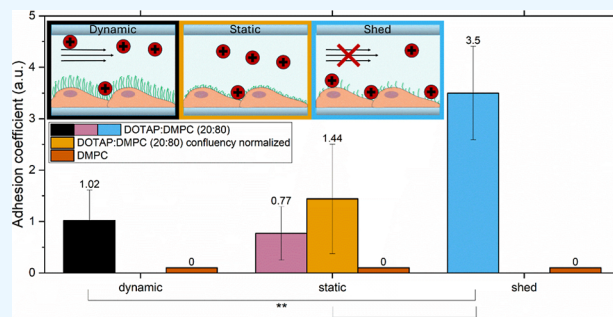 Dynamic
Static
Shed
DOTAP:DMPC (20:80)
DOTAP:DMPC (20:80) confluency normalized
DMPC
Adhesion coefficient (a.u.)
5
4
3
2
1
0
1.02
0
0.77
1.44
0
3.5
0
dynamic
static
shed
**